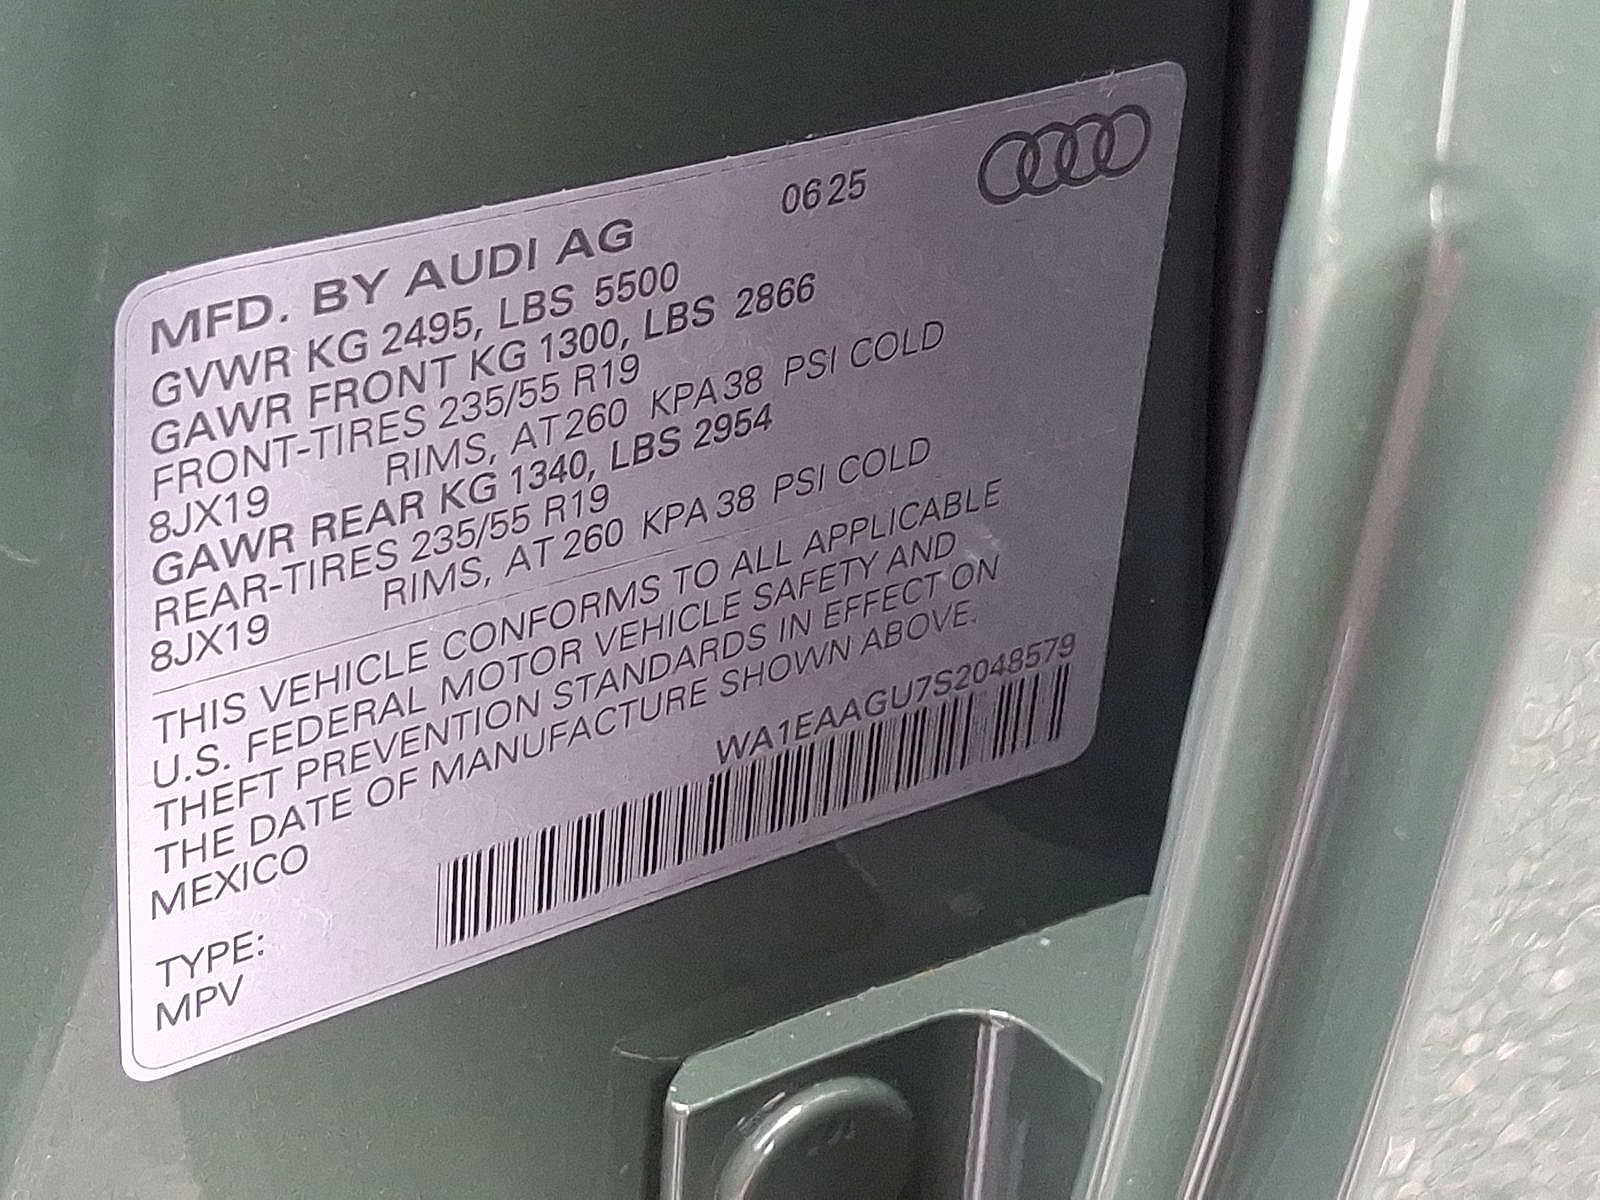 0625
MFD. BY AUDI AG
GVWR KG 2495, LBS 5500
GAWR FRONT KG 1300, LBS 2866
FRONT-TIRES 235/55 R19
8JX19 RIMS, AT 260 KPA 38 PSI COLD
GAWR REAR KG 1340, LBS 2954
REAR-TIRES 235/55 R19
8JX19 RIMS, AT 260 KPA 38 PSI COLD
THIS VEHICLE CONFORMS TO ALL APPLICABLE
U.S. FEDERAL MOTOR VEHICLE SAFETY AND
THEFT PREVENTION STANDARDS IN EFFECT ON
THE DATE OF MANUFACTURE SHOWN ABOVE.
MEXICO
WA1EAAGU7S2048579
TYPE:
MPV